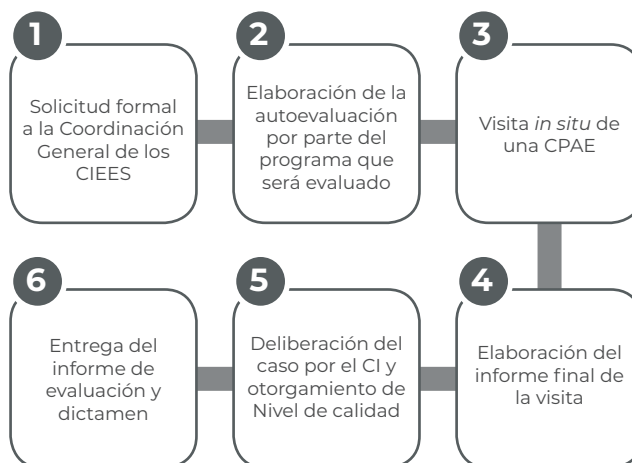 1
Solicitud formal
a la Coordinación
General de los
CIEES
2
Elaboración de la
autoevaluación
por parte del
programa que
será evaluado
3
Visita in situ de
una CPAE
4
Elaboración del
informe final de
la visita
5
Deliberación del
caso por el CI y
otorgamiento de
Nivel de calidad
6
Entrega del
informe de
evaluación y
dictamen